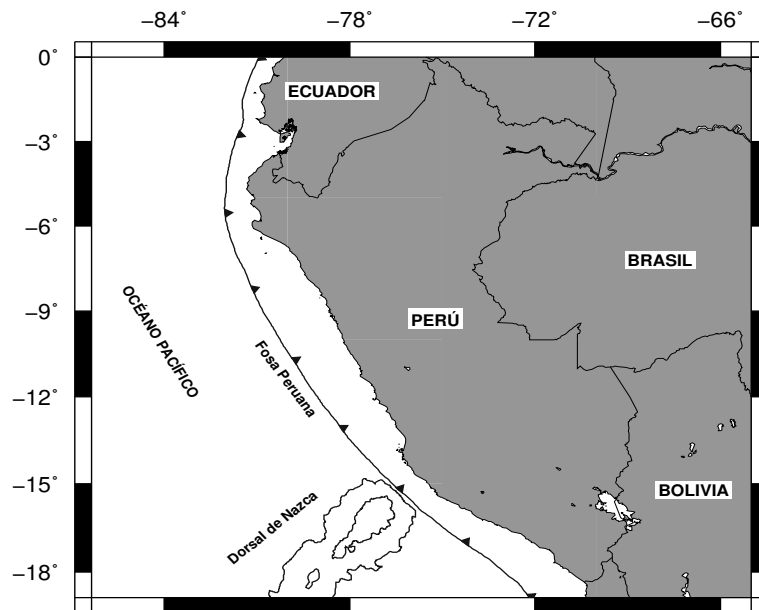 −84˚ −78˚ −72˚ −66˚
0˚
ECUADOR
−3˚
−6˚
BRASIL
OCÉANO PACÍFICO
−9˚
PERÚ
Fosa Peruana
−12˚
−15˚
BOLIVIA
Dorsal de Nazca
−18˚